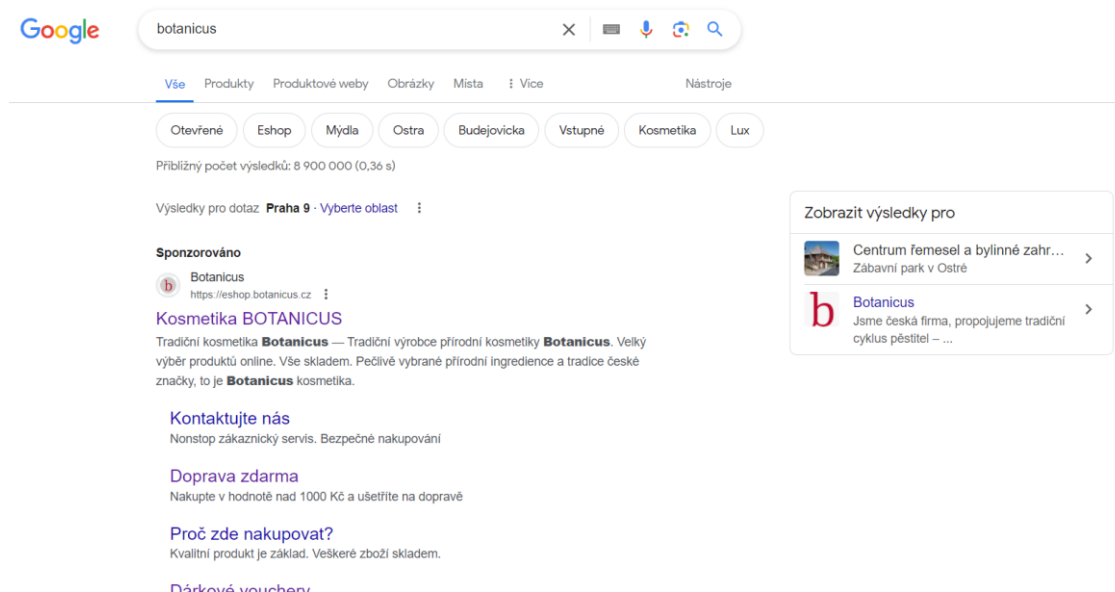 Google
botanicus
Vše Produkty Produktové weby Obrázky Místa Více Nástroje
Otevřené Eshop Mýdla Ostra Budejovicka Vstupné Kosmetika Lux
Přibližný počet výsledků: 8 900 000 (0,36 s)
Výsledky pro dotaz Praha 9 · Vyberte oblast
Sponzorováno
b
Botanicus
https://eshop.botanicus.cz
Kosmetika BOTANICUS
Tradiční kosmetika Botanicus — Tradiční výrobce přírodní kosmetiky Botanicus. Velký
výběr produktů online. Vše skladem. Pečlivě vybrané přírodní ingredience a tradice české
značky, to je Botanicus kosmetika.
Kontaktujte nás
Nonstop zákaznický servis. Bezpečné nakupování
Doprava zdarma
Nakupte v hodnotě nad 1000 Kč a ušetříte na dopravě
Proč zde nakupovat?
Kvalitní produkt je základ. Veškeré zboží skladem.
Dárkové vouchery
Zobrazit výsledky pro
Centrum řemesel a bylinné zahr…
Zábavní park v Ostré
b
Botanicus
Jsme česká firma, propojujeme tradiční
cyklus pěstitel – ...